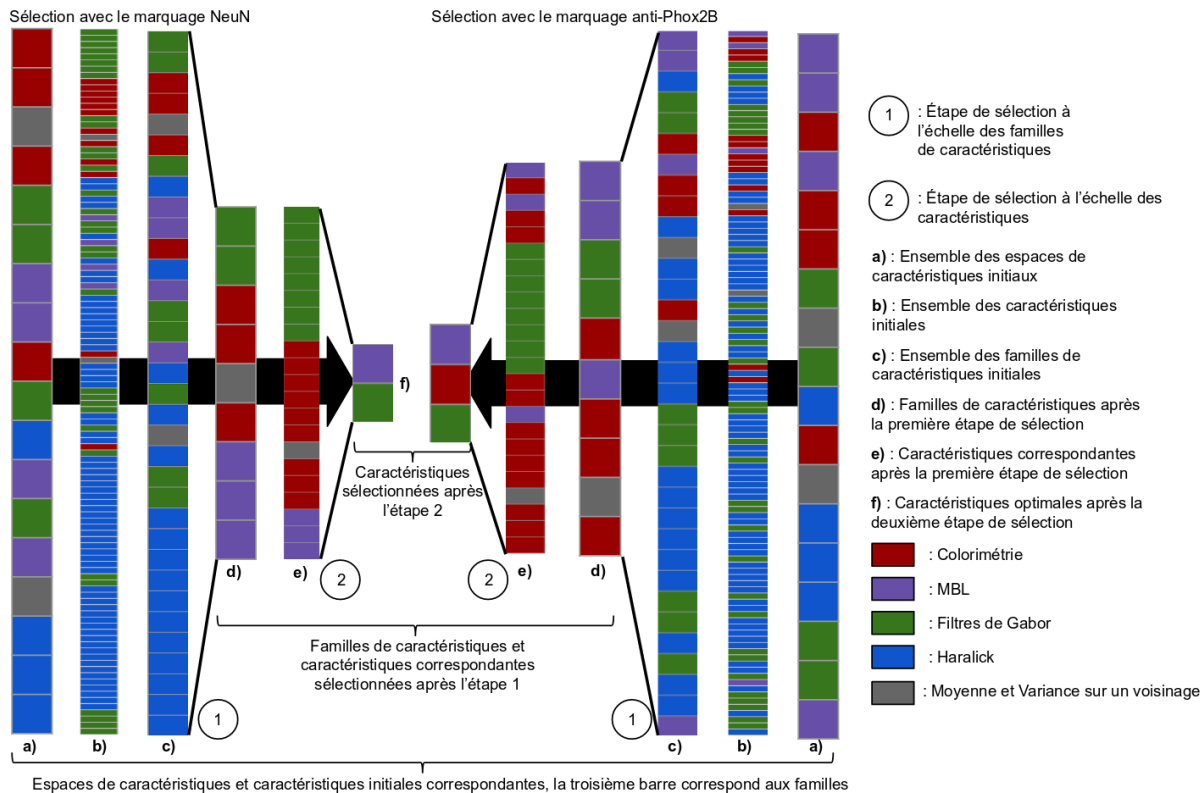 Sélection avec le marquage NeuN
Sélection avec le marquage anti-Phox2B
a)
b)
c)
d)
e)
2
1
f)
Caractéristiques
sélectionnées après
l'étape 2
2
e)
d)
1
c)
b)
a)
Familles de caractéristiques et
caractéristiques correspondantes
sélectionnées après l'étape 1
Espaces de caractéristiques et caractéristiques initiales correspondantes, la troisième barre correspond aux familles
1 : Étape de sélection à
l'échelle des familles
de caractéristiques
2 : Étape de sélection à l'échelle des
caractéristiques
a) : Ensemble des espaces de
caractéristiques initiaux
b) : Ensemble des caractéristiques
initiales
c) : Ensemble des familles de
caractéristiques initiales
d) : Familles de caractéristiques après
la première étape de sélection
e) : Caractéristiques correspondantes
après la première étape de sélection
f) : Caractéristiques optimales après la
deuxième étape de sélection
: Colorimétrie
: MBL
: Filtres de Gabor
: Haralick
: Moyenne et Variance sur un voisinage